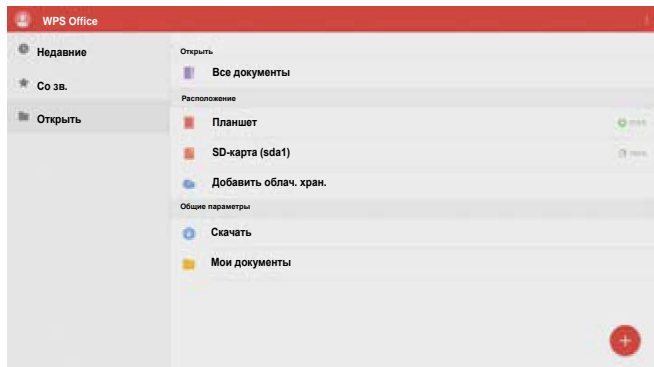 WPS Office
Недавние
Со зв.
Открыть
Открыть
Все документы
Расположение
Планшет
SD-карта (sda1)
Добавить облач. хран.
Общие параметры
Скачать
Мои документы